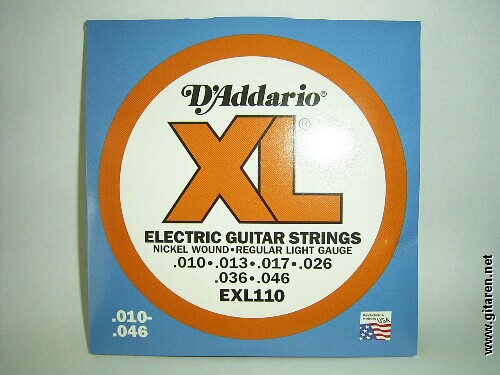 D'Addario®
XL®
ELECTRIC GUITAR STRINGS
NICKEL WOUND•REGULAR LIGHT GAUGE
.010•.013•.017•.026
.036•.046
EXL110
.010-
.046
USA
www.gitaren.net